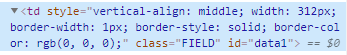 ▼<td style="vertical-align: middle; width: 312px;
border-width: 1px; border-style: solid; border-col
or: rgb(0, 0, 0);" class="FIELD" id="data1"> == $0